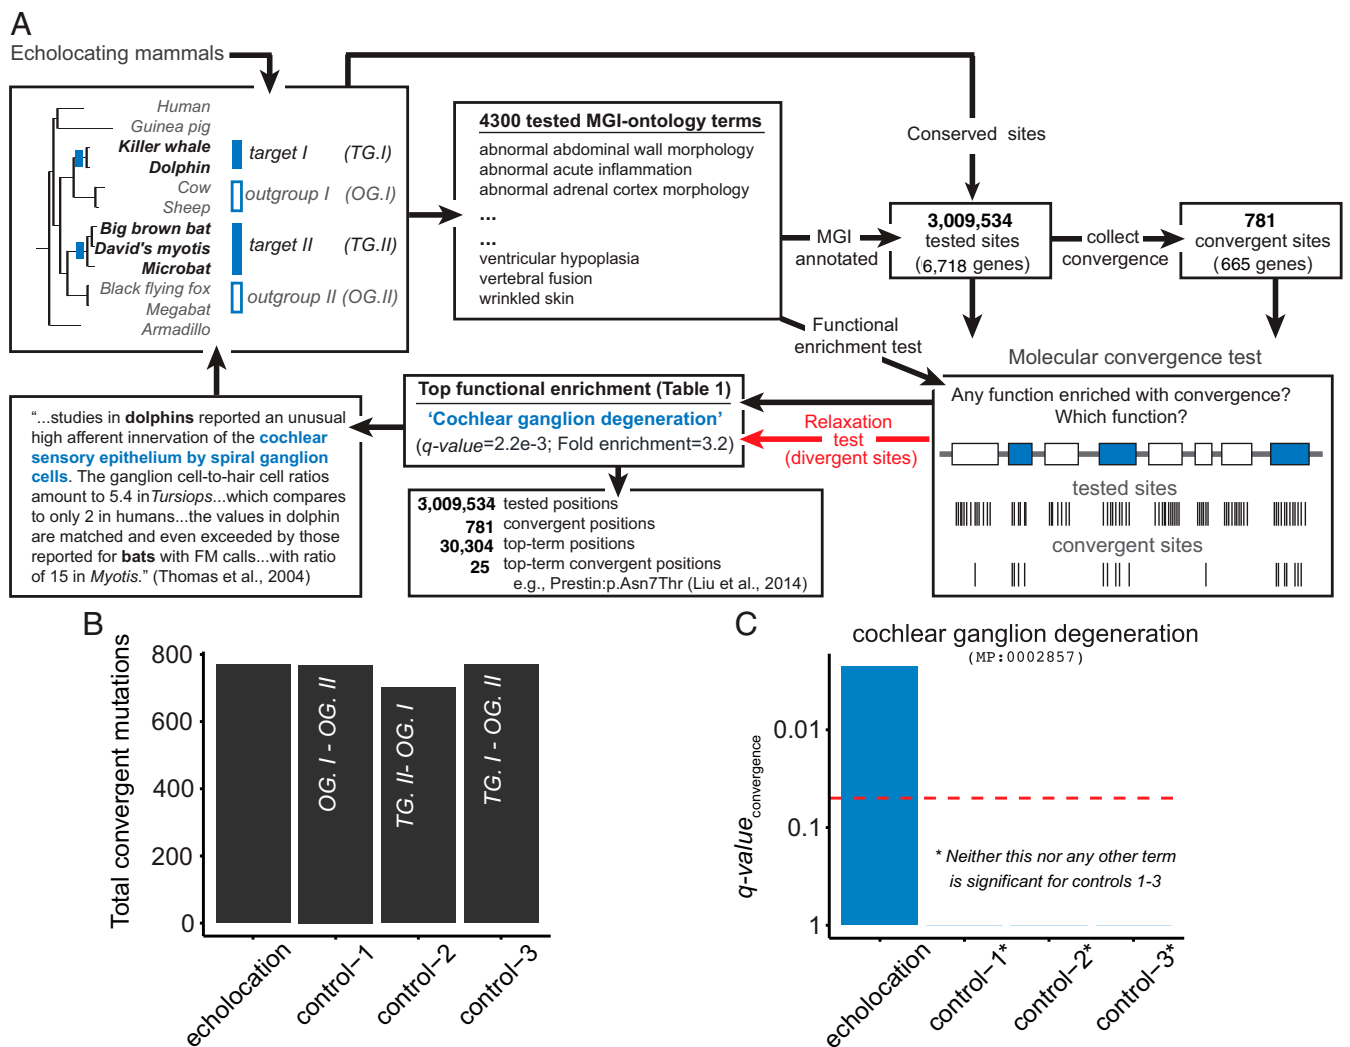 A
Echolocating mammals
Human
Guinea pig
Killer whale
Dolphin
Cow
Sheep
Big brown bat
David's myotis
Microbat
Black flying fox
Megabat
Armadillo
target I (TG.I)
outgroup I (OG.I)
target II (TG.II)
outgroup II (OG.II)
4300 tested MGI-ontology terms
abnormal abdominal wall morphology
abnormal acute inflammation
abnormal adrenal cortex morphology
...
...
ventricular hypoplasia
vertebral fusion
wrinkled skin
MGI
annotated
Conserved sites
3,009,534
tested sites
(6,718 genes)
collect
convergence
781
convergent sites
(665 genes)
Functional
enrichment test
Molecular convergence test
Any function enriched with convergence?
Which function?
tested sites
convergent sites
Relaxation
test
(divergent sites)
Top functional enrichment (Table 1)
‘Cochlear ganglion degeneration’
(q-value=2.2e-3; Fold enrichment=3.2)
3,009,534 tested positions
781 convergent positions
30,304 top-term positions
25 top-term convergent positions
e.g., Prestin:p.Asn7Thr (Liu et al., 2014)
“...studies in dolphins reported an unusual
high afferent innervation of the cochlear
sensory epithelium by spiral ganglion
cells. The ganglion cell-to-hair cell ratios
amount to 5.4 in Tursiops...which compares
to only 2 in humans...the values in dolphin
are matched and even exceeded by those
reported for bats with FM calls...with ratio
of 15 in Myotis.” (Thomas et al., 2004)
B
Total convergent mutations
800
600
400
200
0
OG. I - OG. II
TG. II- OG. I
TG. I - OG. II
echolocation
control-1
control-2
control-3
C
cochlear ganglion degeneration
(MP:0002857)
q-value convergence
0.01
0.1
1
* Neither this nor any other term
is significant for controls 1-3
echolocation
control-1*
control-2*
control-3*